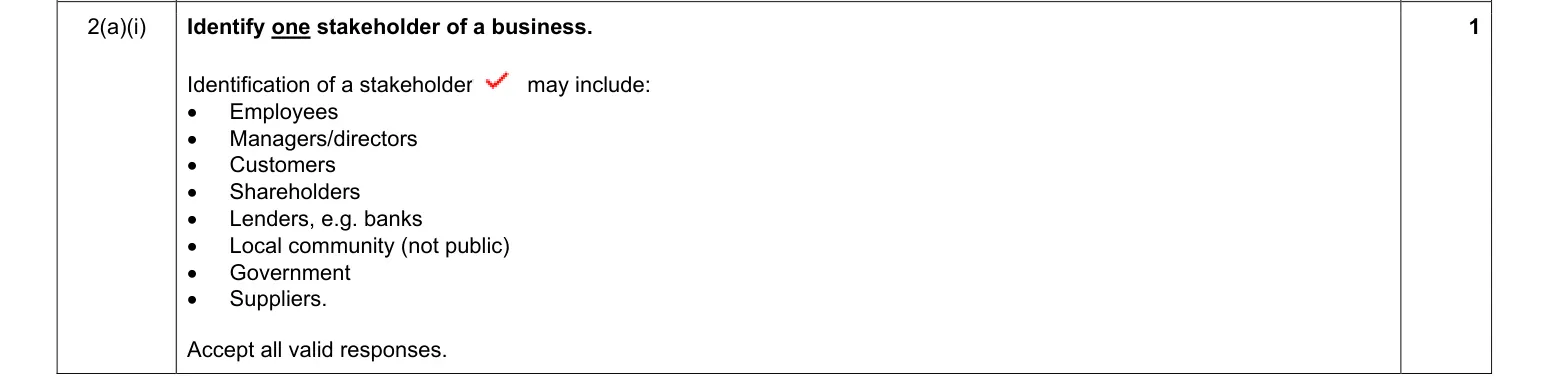 2(a)(i) Identify one stakeholder of a business. 1
Identification of a stakeholder ✓ may include:
• Employees
• Managers/directors
• Customers
• Shareholders
• Lenders, e.g. banks
• Local community (not public)
• Government
• Suppliers.
Accept all valid responses.